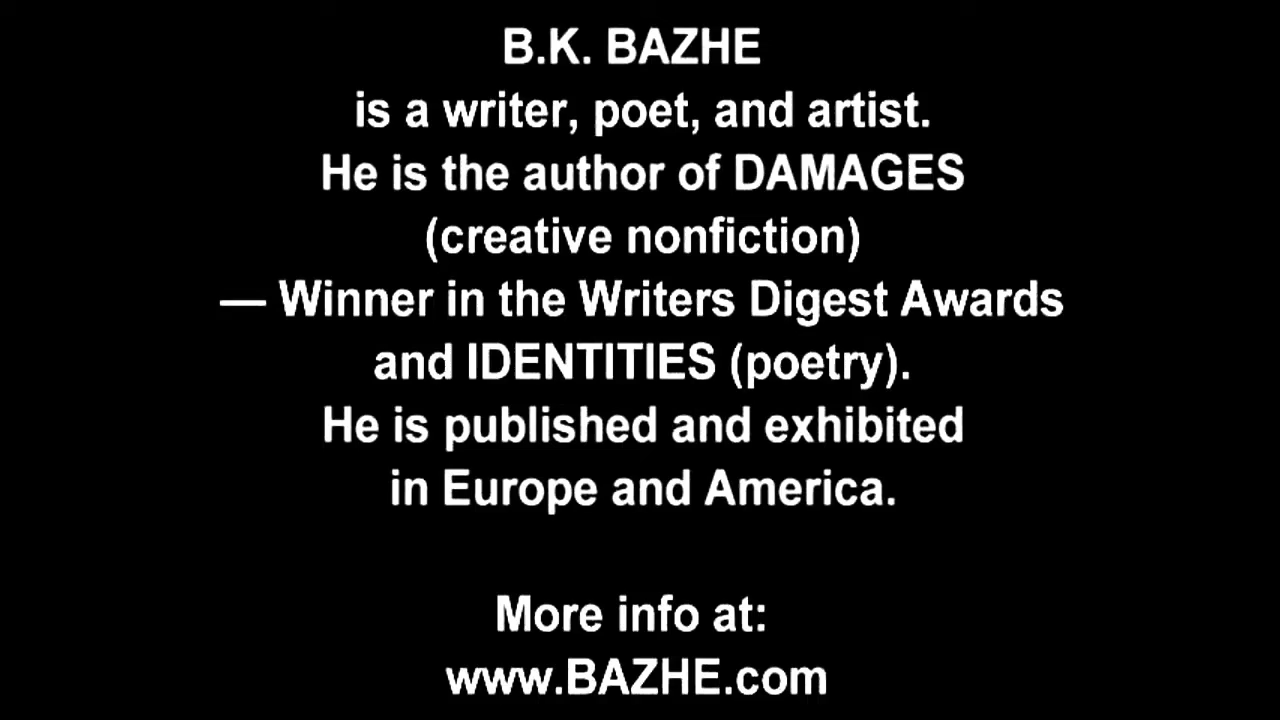 B.K. BAZHE
is a writer, poet, and artist.
He is the author of DAMAGES
(creative nonfiction)
— Winner in the Writers Digest Awards
and IDENTITIES (poetry).
He is published and exhibited
in Europe and America.
More info at:
www.BAZHE.com